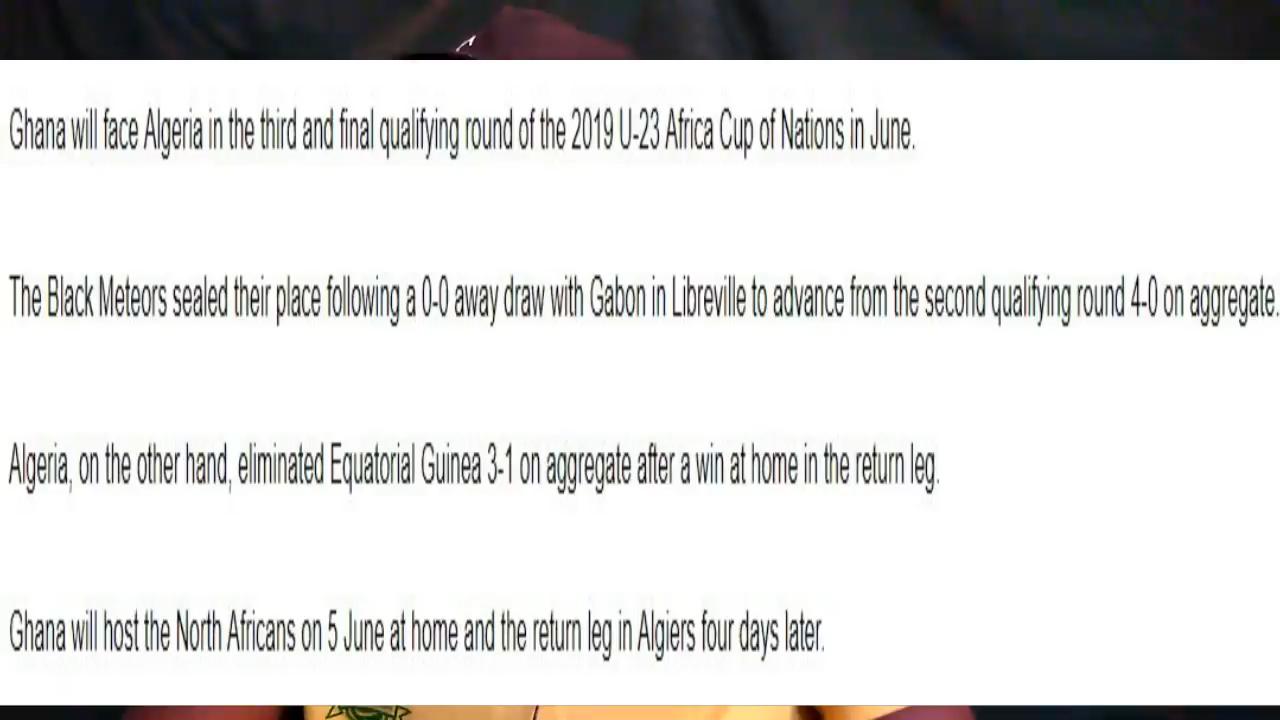 Ghana will face Algeria in the third and final qualifying round of the 2019 U-23 Africa Cup of Nations in June.
The Black Meteors sealed their place following a 0-0 away draw with Gabon in Libreville to advance from the second qualifying round 4-0 on aggregate.
Algeria, on the other hand, eliminated Equatorial Guinea 3-1 on aggregate after a win at home in the return leg.
Ghana will host the North Africans on 5 June at home and the return leg in Algiers four days later.